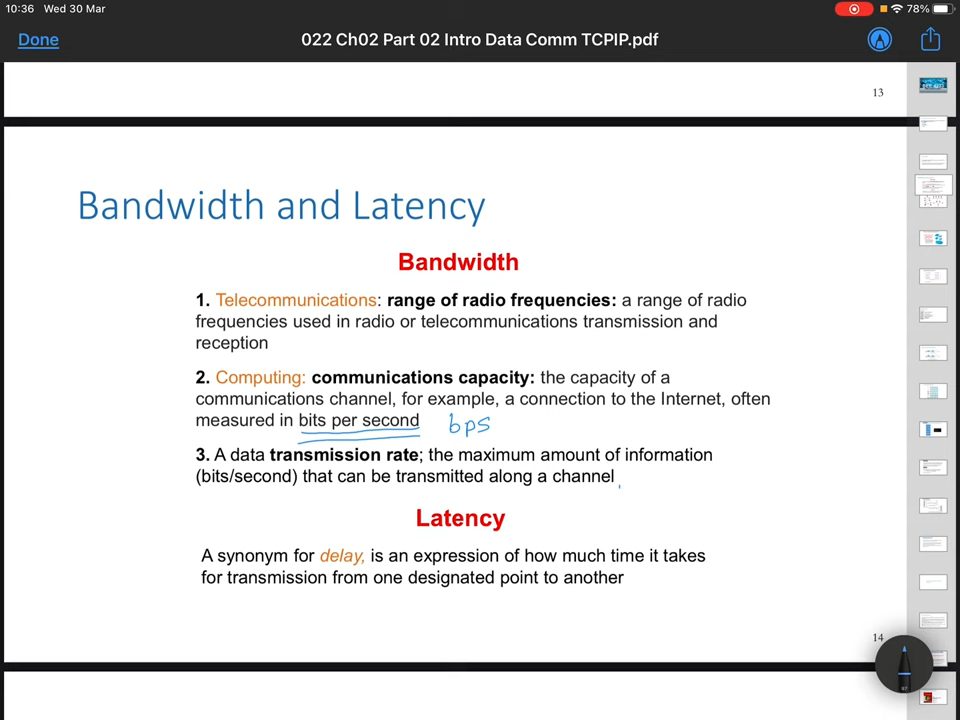 10:36 Wed 30 Mar
78%
Done
022 Ch02 Part 02 Intro Data Comm TCPIP.pdf
13
Bandwidth and Latency
Bandwidth
1. Telecommunications: range of radio frequencies: a range of radio
frequencies used in radio or telecommunications transmission and
reception
2. Computing: communications capacity: the capacity of a
communications channel, for example, a connection to the Internet, often
measured in bits per second bps
3. A data transmission rate; the maximum amount of information
(bits/second) that can be transmitted along a channel
Latency
A synonym for delay, is an expression of how much time it takes
for transmission from one designated point to another
14